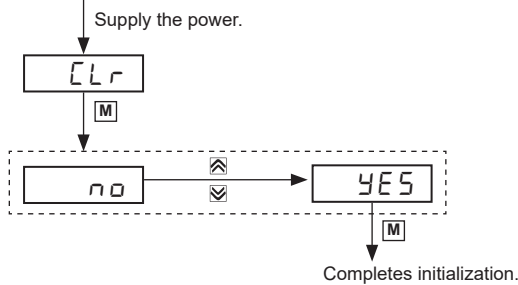 Supply the power.
CLr
M
no
YES
M
Completes initialization.